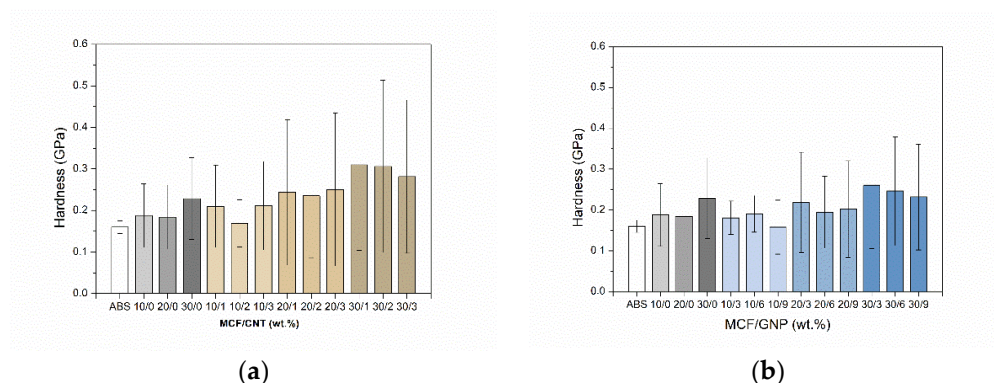 0.6
0.5
0.4
0.3
0.2
0.1
0.0
Hardness (GPa)
ABS 10/0 20/0 30/0 10/1 10/2 10/3 20/1 20/2 20/3 30/1 30/2 30/3
MCF/CNT (wt.%)
(a)
0.6
0.5
0.4
0.3
0.2
0.1
0.0
Hardness (GPa)
ABS 10/0 20/0 30/0 10/3 10/6 10/9 20/3 20/6 20/9 30/3 30/6 30/9
MCF/GNP (wt.%)
(b)